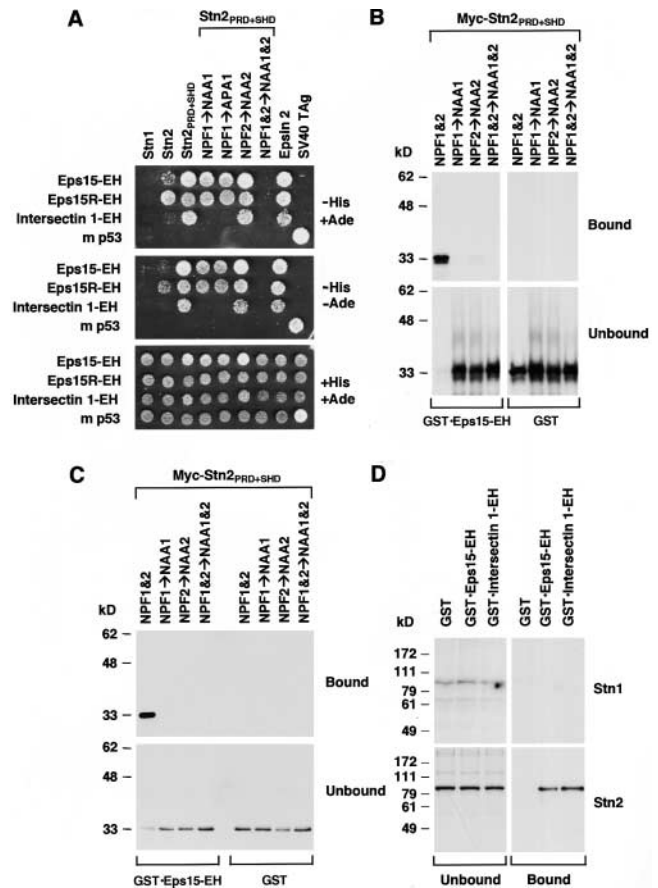 A
Stn2PRD+SHD
Stn1
Stn2
Stn2PRD+SHD
NPF1→NAA1
NPF1→APA1
NPF2→NAA2
NPF1&2→NAA1&2
Epsin 2
SV40 TAg
Eps15-EH
Eps15R-EH
Intersectin 1-EH
m p53
–His
+Ade
Eps15-EH
Eps15R-EH
Intersectin 1-EH
m p53
–His
–Ade
Eps15-EH
Eps15R-EH
Intersectin 1-EH
m p53
+His
+Ade
B
Myc-Stn2PRD+SHD
NPF1&2
NPF1→NAA1
NPF2→NAA2
NPF1&2→NAA1&2
NPF1&2
NPF1→NAA1
NPF2→NAA2
NPF1&2→NAA1&2
kD
62
48
33
Bound
62
48
33
Unbound
GST·Eps15-EH
GST
C
Myc-Stn2PRD+SHD
NPF1&2
NPF1→NAA1
NPF2→NAA2
NPF1&2→NAA1&2
NPF1&2
NPF1→NAA1
NPF2→NAA2
NPF1&2→NAA1&2
kD
62
48
33
Bound
62
48
33
Unbound
GST·Eps15-EH
GST
D
GST
GST·Eps15-EH
GST·Intersectin 1-EH
GST
GST·Eps15-EH
GST·Intersectin 1-EH
kD
172
111
79
61
49
Stn1
172
111
79
61
49
Stn2
Unbound
Bound